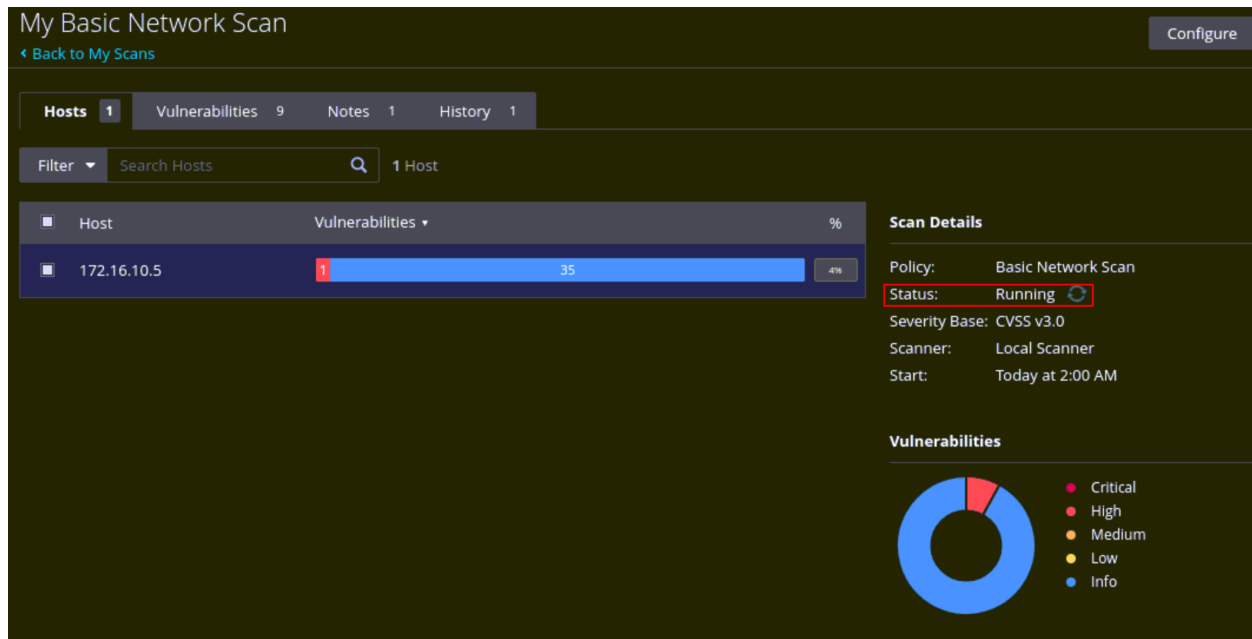 My Basic Network Scan
Configure
‹ Back to My Scans
Hosts 1 Vulnerabilities 9 Notes 1 History 1
Filter Search Hosts 1 Host
Host Vulnerabilities %
172.16.10.5 1 35 4%
Scan Details
Policy: Basic Network Scan
Status: Running
Severity Base: CVSS v3.0
Scanner: Local Scanner
Start: Today at 2:00 AM
Vulnerabilities
Critical
High
Medium
Low
Info